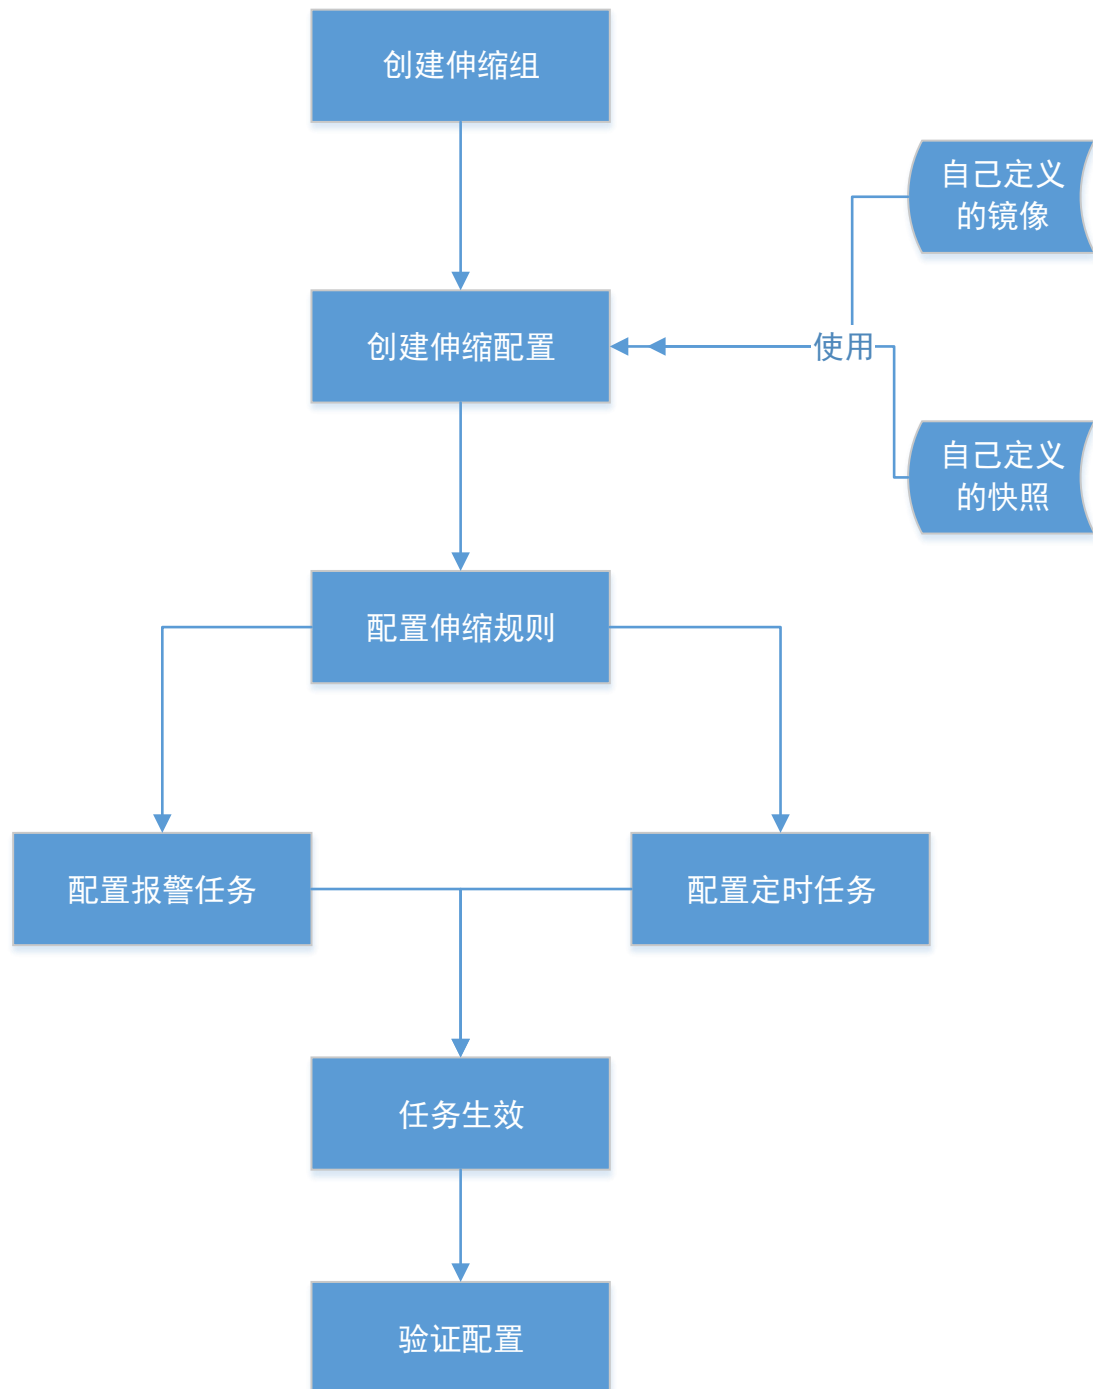 创建伸缩组
自己定义
的镜像
创建伸缩配置
使用
自己定义
的快照
配置伸缩规则
配置报警任务
配置定时任务
任务生效
验证配置